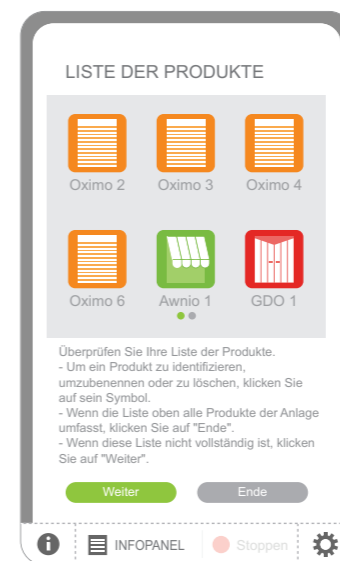 LISTE DER PRODUKTE
Oximo 2 Oximo 3 Oximo 4
Oximo 6 Awnio 1 GDO 1
Überprüfen Sie Ihre Liste der Produkte.
- Um ein Produkt zu identifizieren,
umzubenennen oder zu löschen, klicken Sie
auf sein Symbol.
- Wenn die Liste oben alle Produkte der Anlage
umfasst, klicken Sie auf "Ende".
- Wenn diese Liste nicht vollständig ist, klicken
Sie auf "Weiter".
Weiter Ende
INFOPANEL Stoppen